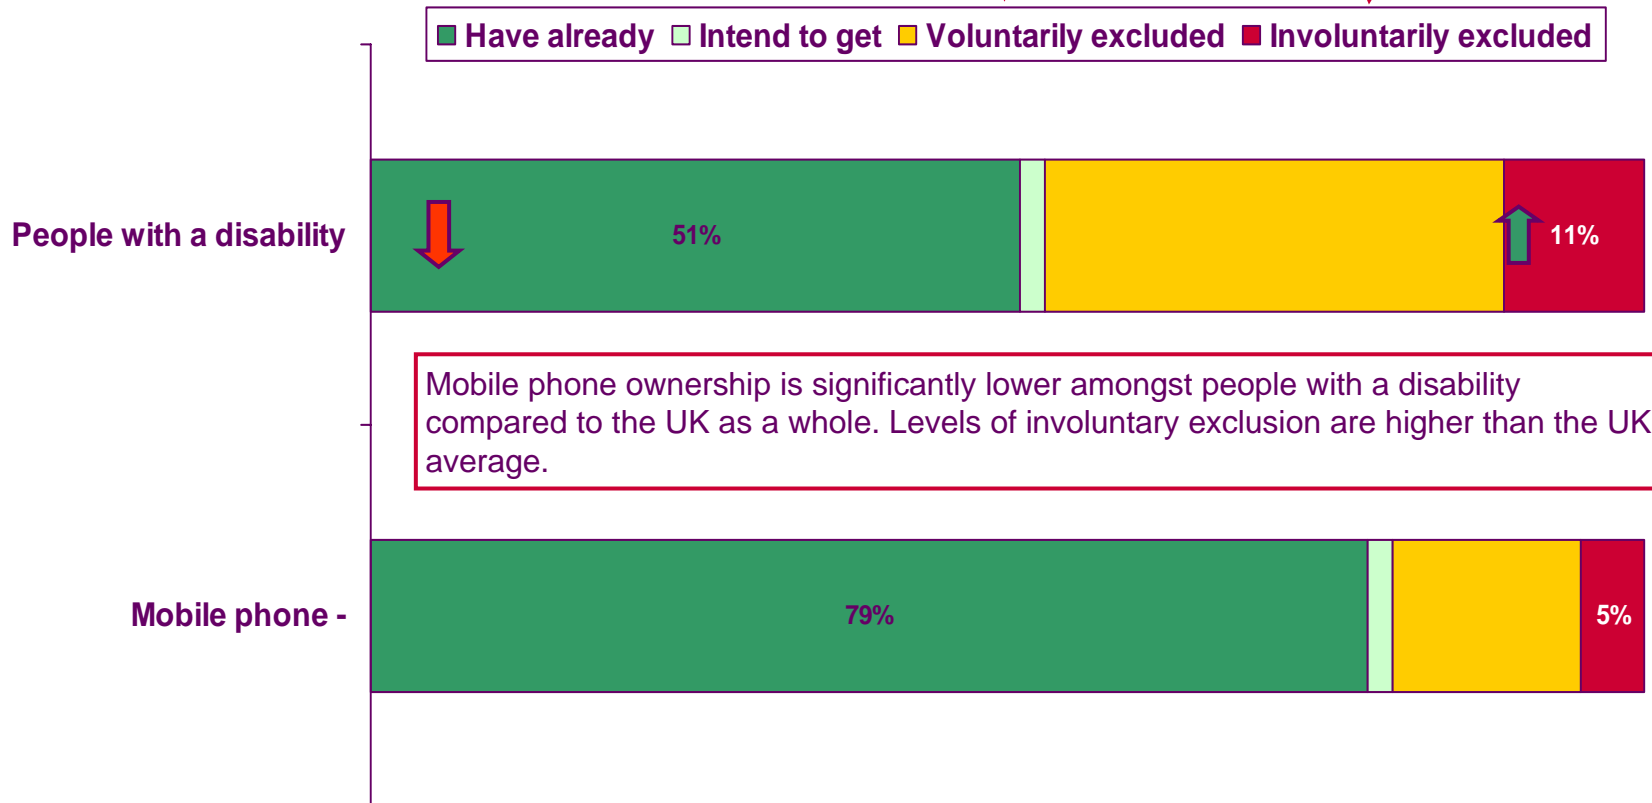 Have already Intend to get Voluntarily excluded Involuntarily excluded
People with a disability
51%
11%
Mobile phone ownership is significantly lower amongst people with a disability
compared to the UK as a whole. Levels of involuntary exclusion are higher than the UK
average.
Mobile phone -
79%
5%